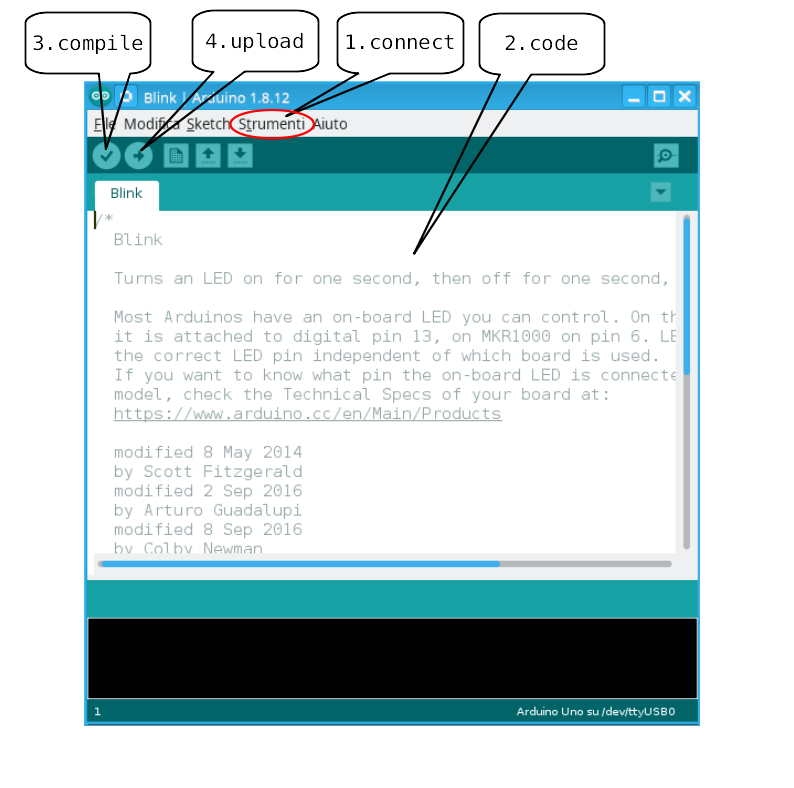 3.compile
4.upload
1.connect
2.code
Blink | Arduino 1.8.12
File Modifica Sketch Strumenti Aiuto
Blink
/*
Blink
Turns an LED on for one second, then off for one second,
Most Arduinos have an on-board LED you can control. On
it is attached to digital pin 13, on MKR1000 on pin 6.
the correct LED pin independent of which board is used.
If you want to know what pin the on-board LED is
model, check the Technical Specs of your board at:
https://www.arduino.cc/en/Main/Products
modified 8 May 2014
by Scott Fitzgerald
modified 2 Sep 2016
by Arturo Guadalupi
modified 8 Sep 2016
by Colby Newman
1
Arduino Uno su /dev/ttyUSB0